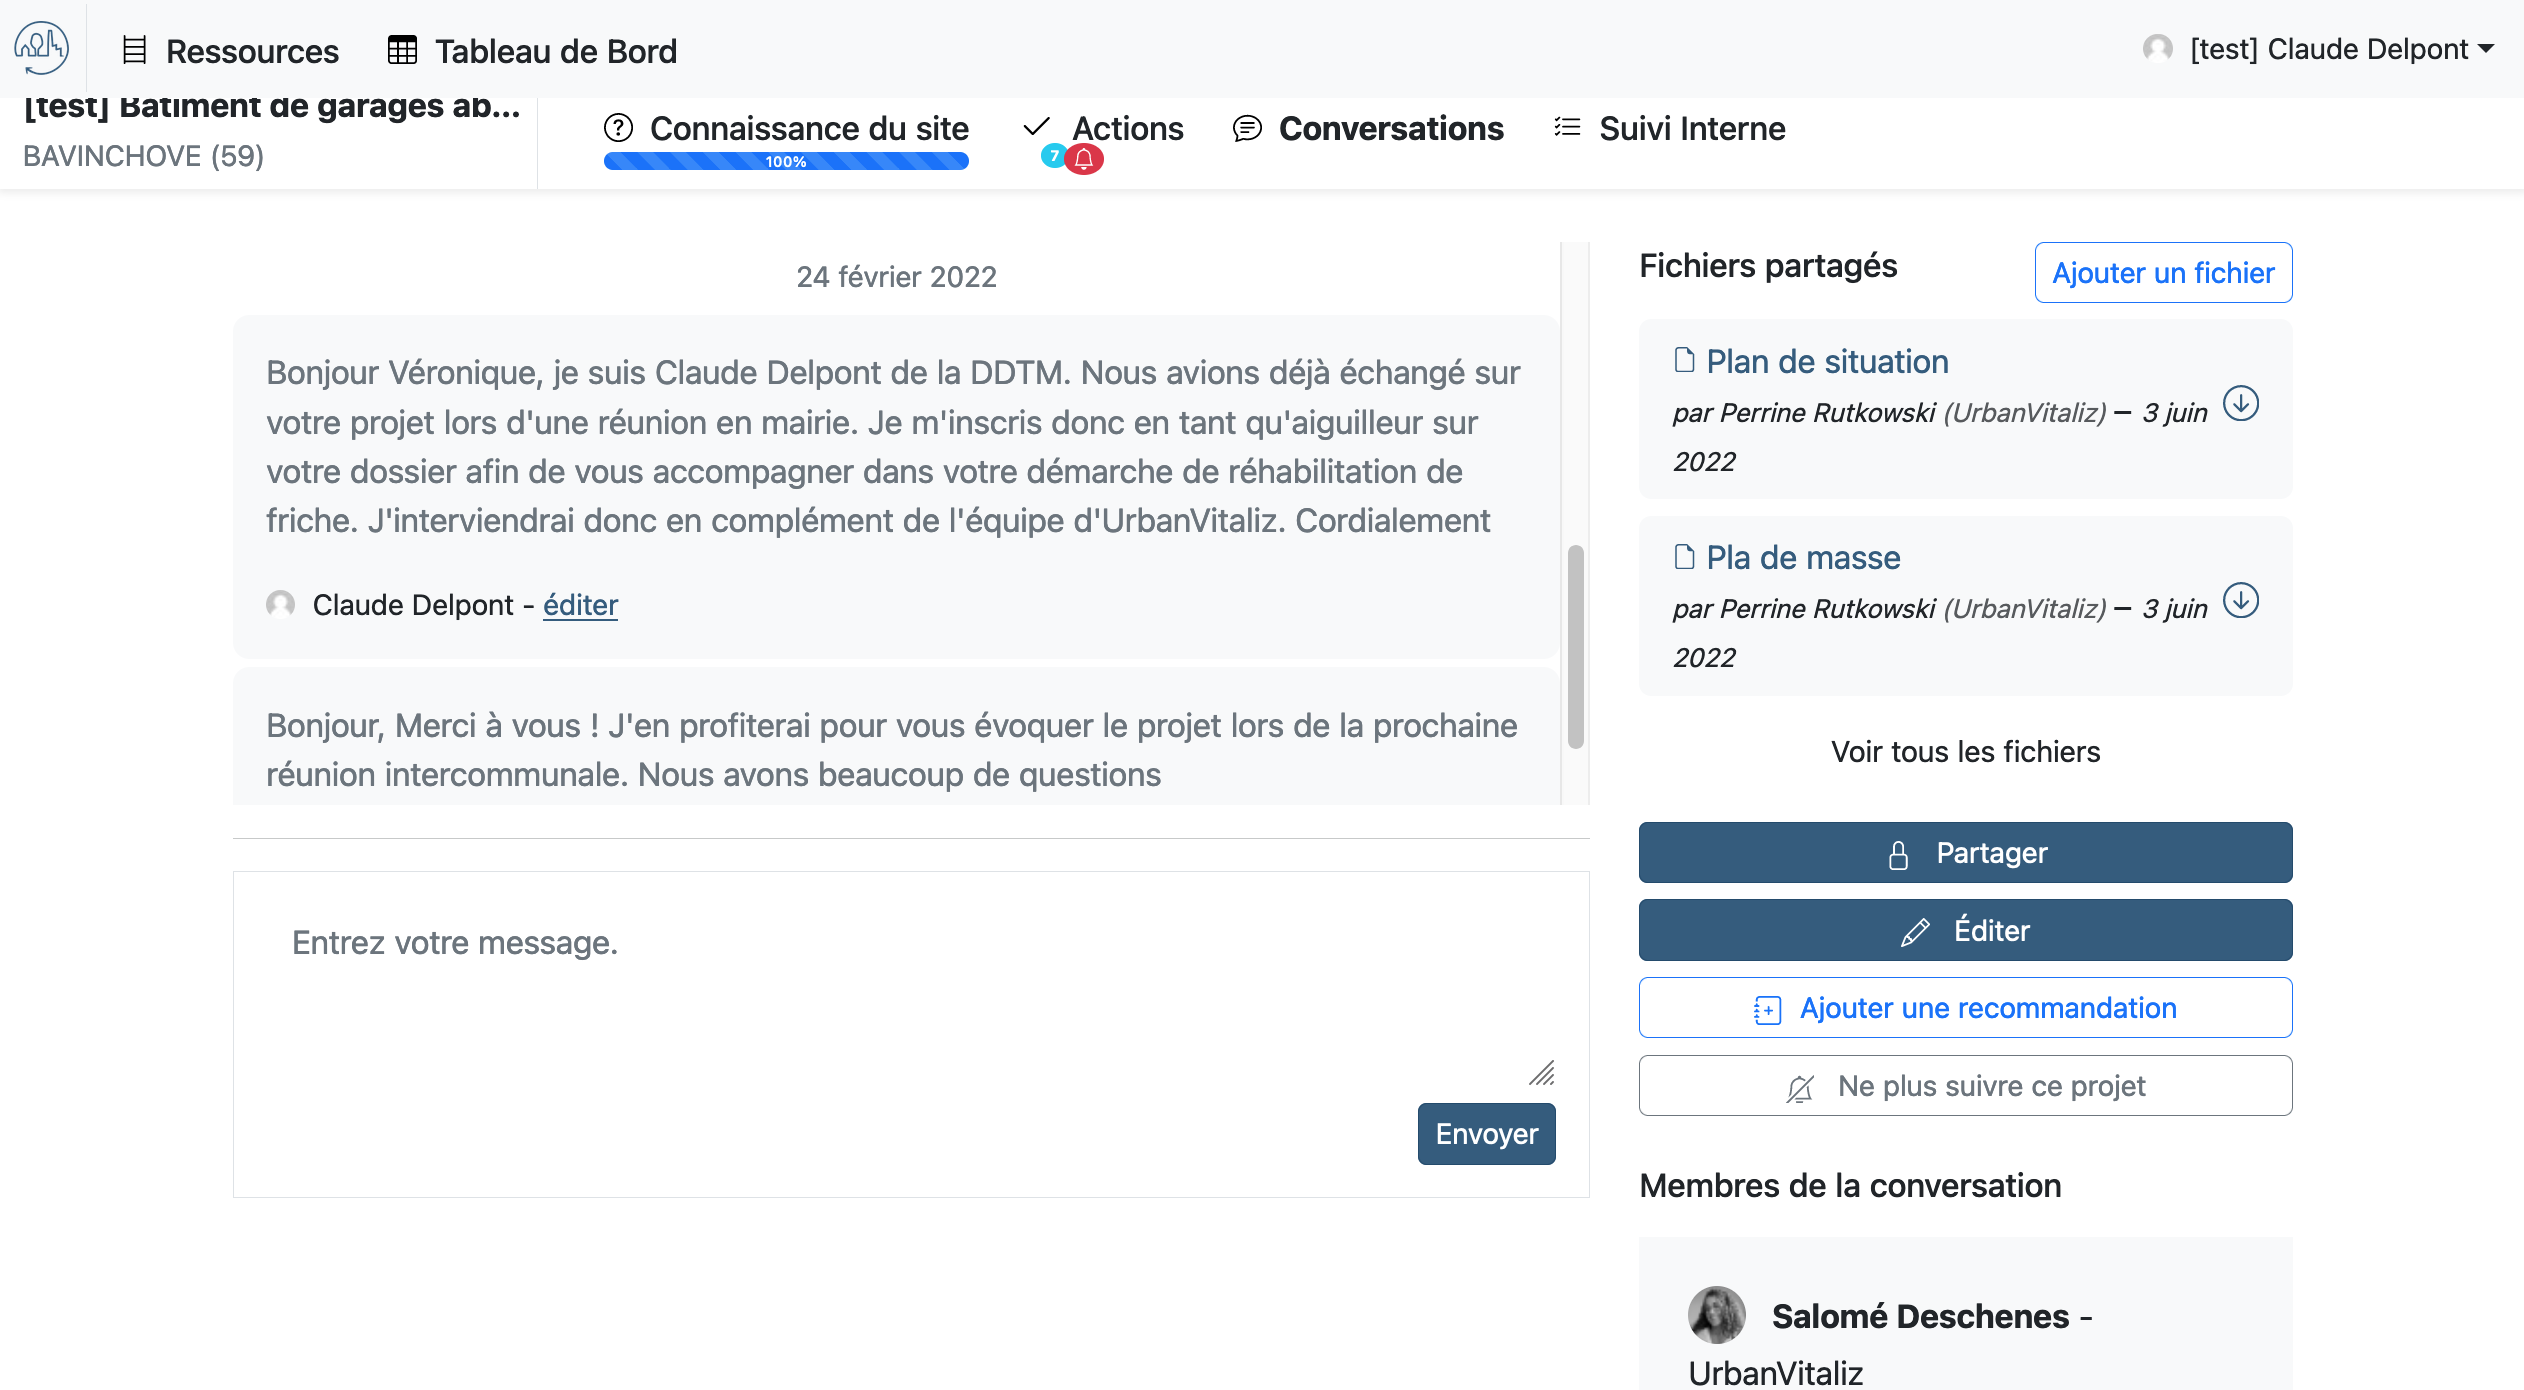 Ressources
Tableau de Bord
[test] Claude Delpont
[test] Batiment de garages ab...
BAVINCHOVE (59)
Connaissance du site
100%
Actions
7
Conversations
Suivi Interne
24 février 2022
Bonjour Véronique, je suis Claude Delpont de la DDTM. Nous avions déjà échangé sur
votre projet lors d'une réunion en mairie. Je m'inscris donc en tant qu'aiguilleur sur
votre dossier afin de vous accompagner dans votre démarche de réhabilitation de
friche. J'interviendrai donc en complément de l'équipe d'UrbanVitaliz. Cordialement
Claude Delpont - éditer
Bonjour, Merci à vous ! J'en profiterai pour vous évoquer le projet lors de la prochaine
réunion intercommunale. Nous avons beaucoup de questions
Entrez votre message.
Envoyer
Fichiers partagés
Ajouter un fichier
Plan de situation
par Perrine Rutkowski (UrbanVitaliz) — 3 juin
2022
Pla de masse
par Perrine Rutkowski (UrbanVitaliz) — 3 juin
2022
Voir tous les fichiers
Partager
Éditer
Ajouter une recommandation
Ne plus suivre ce projet
Membres de la conversation
Salomé Deschenes -
UrbanVitaliz